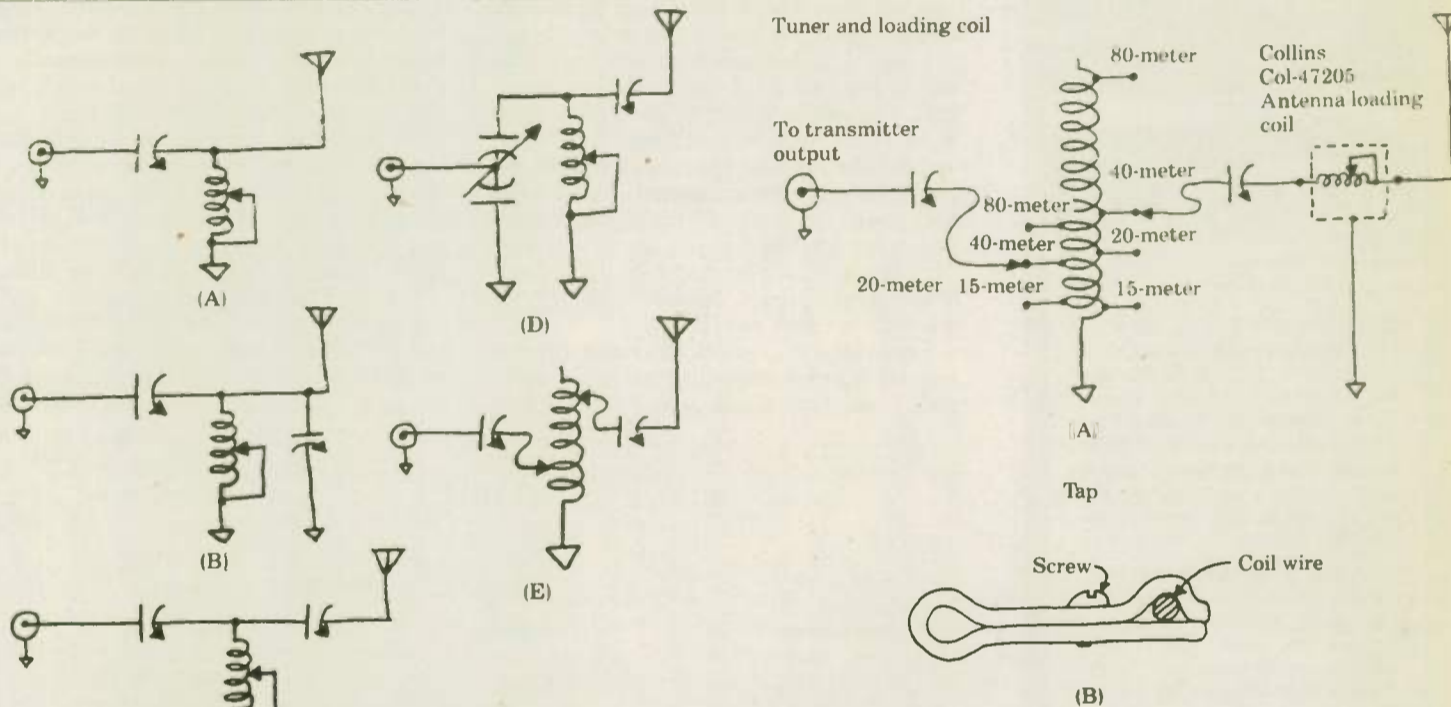 (A)
(B)
(D)
(E)
Tuner and loading coil
To transmitter
output
80-meter
40-meter
80-meter
40-meter
20-meter
20-meter
15-meter
15-meter
Collins
Col-47205
Antenna loading
coil
(A)
Tap
Screw
Coil wire
(B)